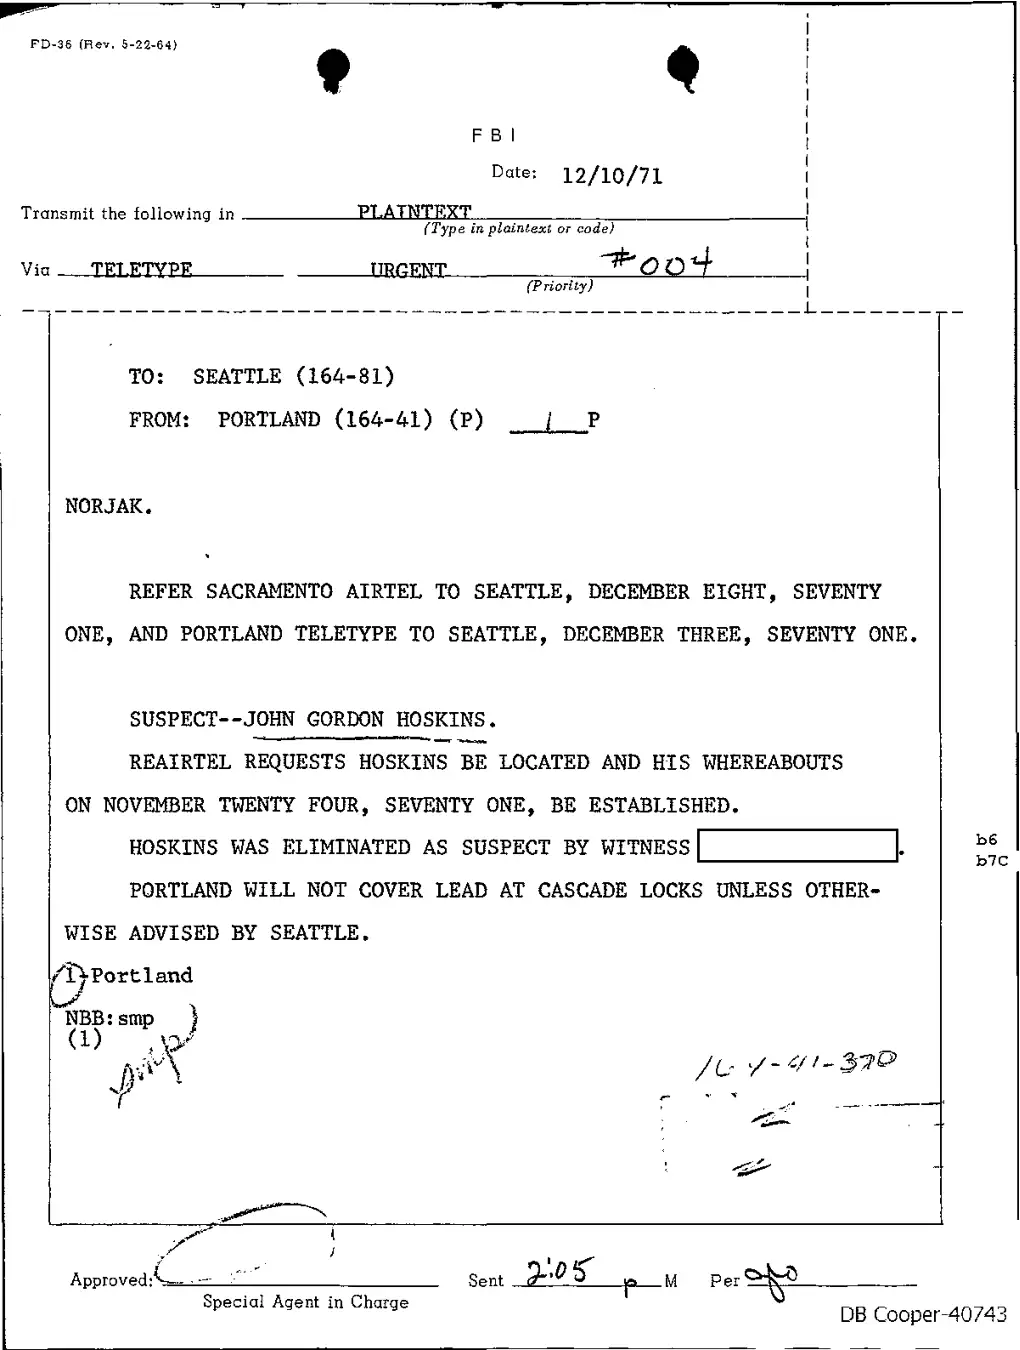 FD-36 (Rev. 5-22-64)
F B I
Date: 12/10/71
Transmit the following in PLAINTEXT
(Type in plaintext or code)
Via TELETYPE URGENT #004
(Priority)
TO: SEATTLE (164-81)
FROM: PORTLAND (164-41) (P) 1 P
NORJAK.
REFER SACRAMENTO AIRTEL TO SEATTLE, DECEMBER EIGHT, SEVENTY
ONE, AND PORTLAND TELETYPE TO SEATTLE, DECEMBER THREE, SEVENTY ONE.
SUSPECT--JOHN GORDON HOSKINS.
REAIRTEL REQUESTS HOSKINS BE LOCATED AND HIS WHEREABOUTS
ON NOVEMBER TWENTY FOUR, SEVENTY ONE, BE ESTABLISHED.
HOSKINS WAS ELIMINATED AS SUSPECT BY WITNESS .
b6
b7C
PORTLAND WILL NOT COVER LEAD AT CASCADE LOCKS UNLESS OTHER-
WISE ADVISED BY SEATTLE.
1-Portland
NBB:smp
(1)
smp
164-41-370
Approved: Sent 2:05 p M Per
Special Agent in Charge
DB Cooper-40743